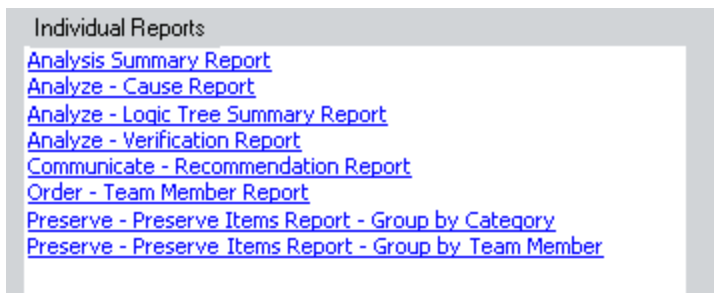 Individual Reports
Analysis Summary Report
Analyze - Cause Report
Analyze - Logic Tree Summary Report
Analyze - Verification Report
Communicate - Recommendation Report
Order - Team Member Report
Preserve - Preserve Items Report - Group by Category
Preserve - Preserve Items Report - Group by Team Member